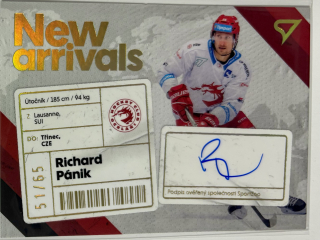 New
arrivals
Útočník / 185 cm / 94 kg
Z: Lausanne,
SUI
DO: Třinec,
CZE
Richard
Pánik
51/65
Podpis ověřený společností Sportzoo